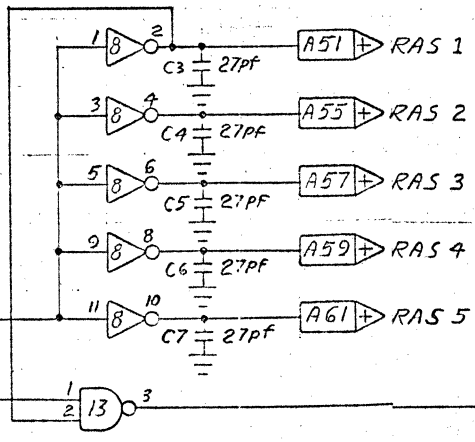 1 8 2 C3 27pf A51 + RAS 1
3 8 4 C4 27pf A55 + RAS 2
5 8 6 C5 27pf A57 + RAS 3
9 8 8 C6 27pf A59 + RAS 4
11 8 10 C7 27pf A61 + RAS 5
1 2 13 3